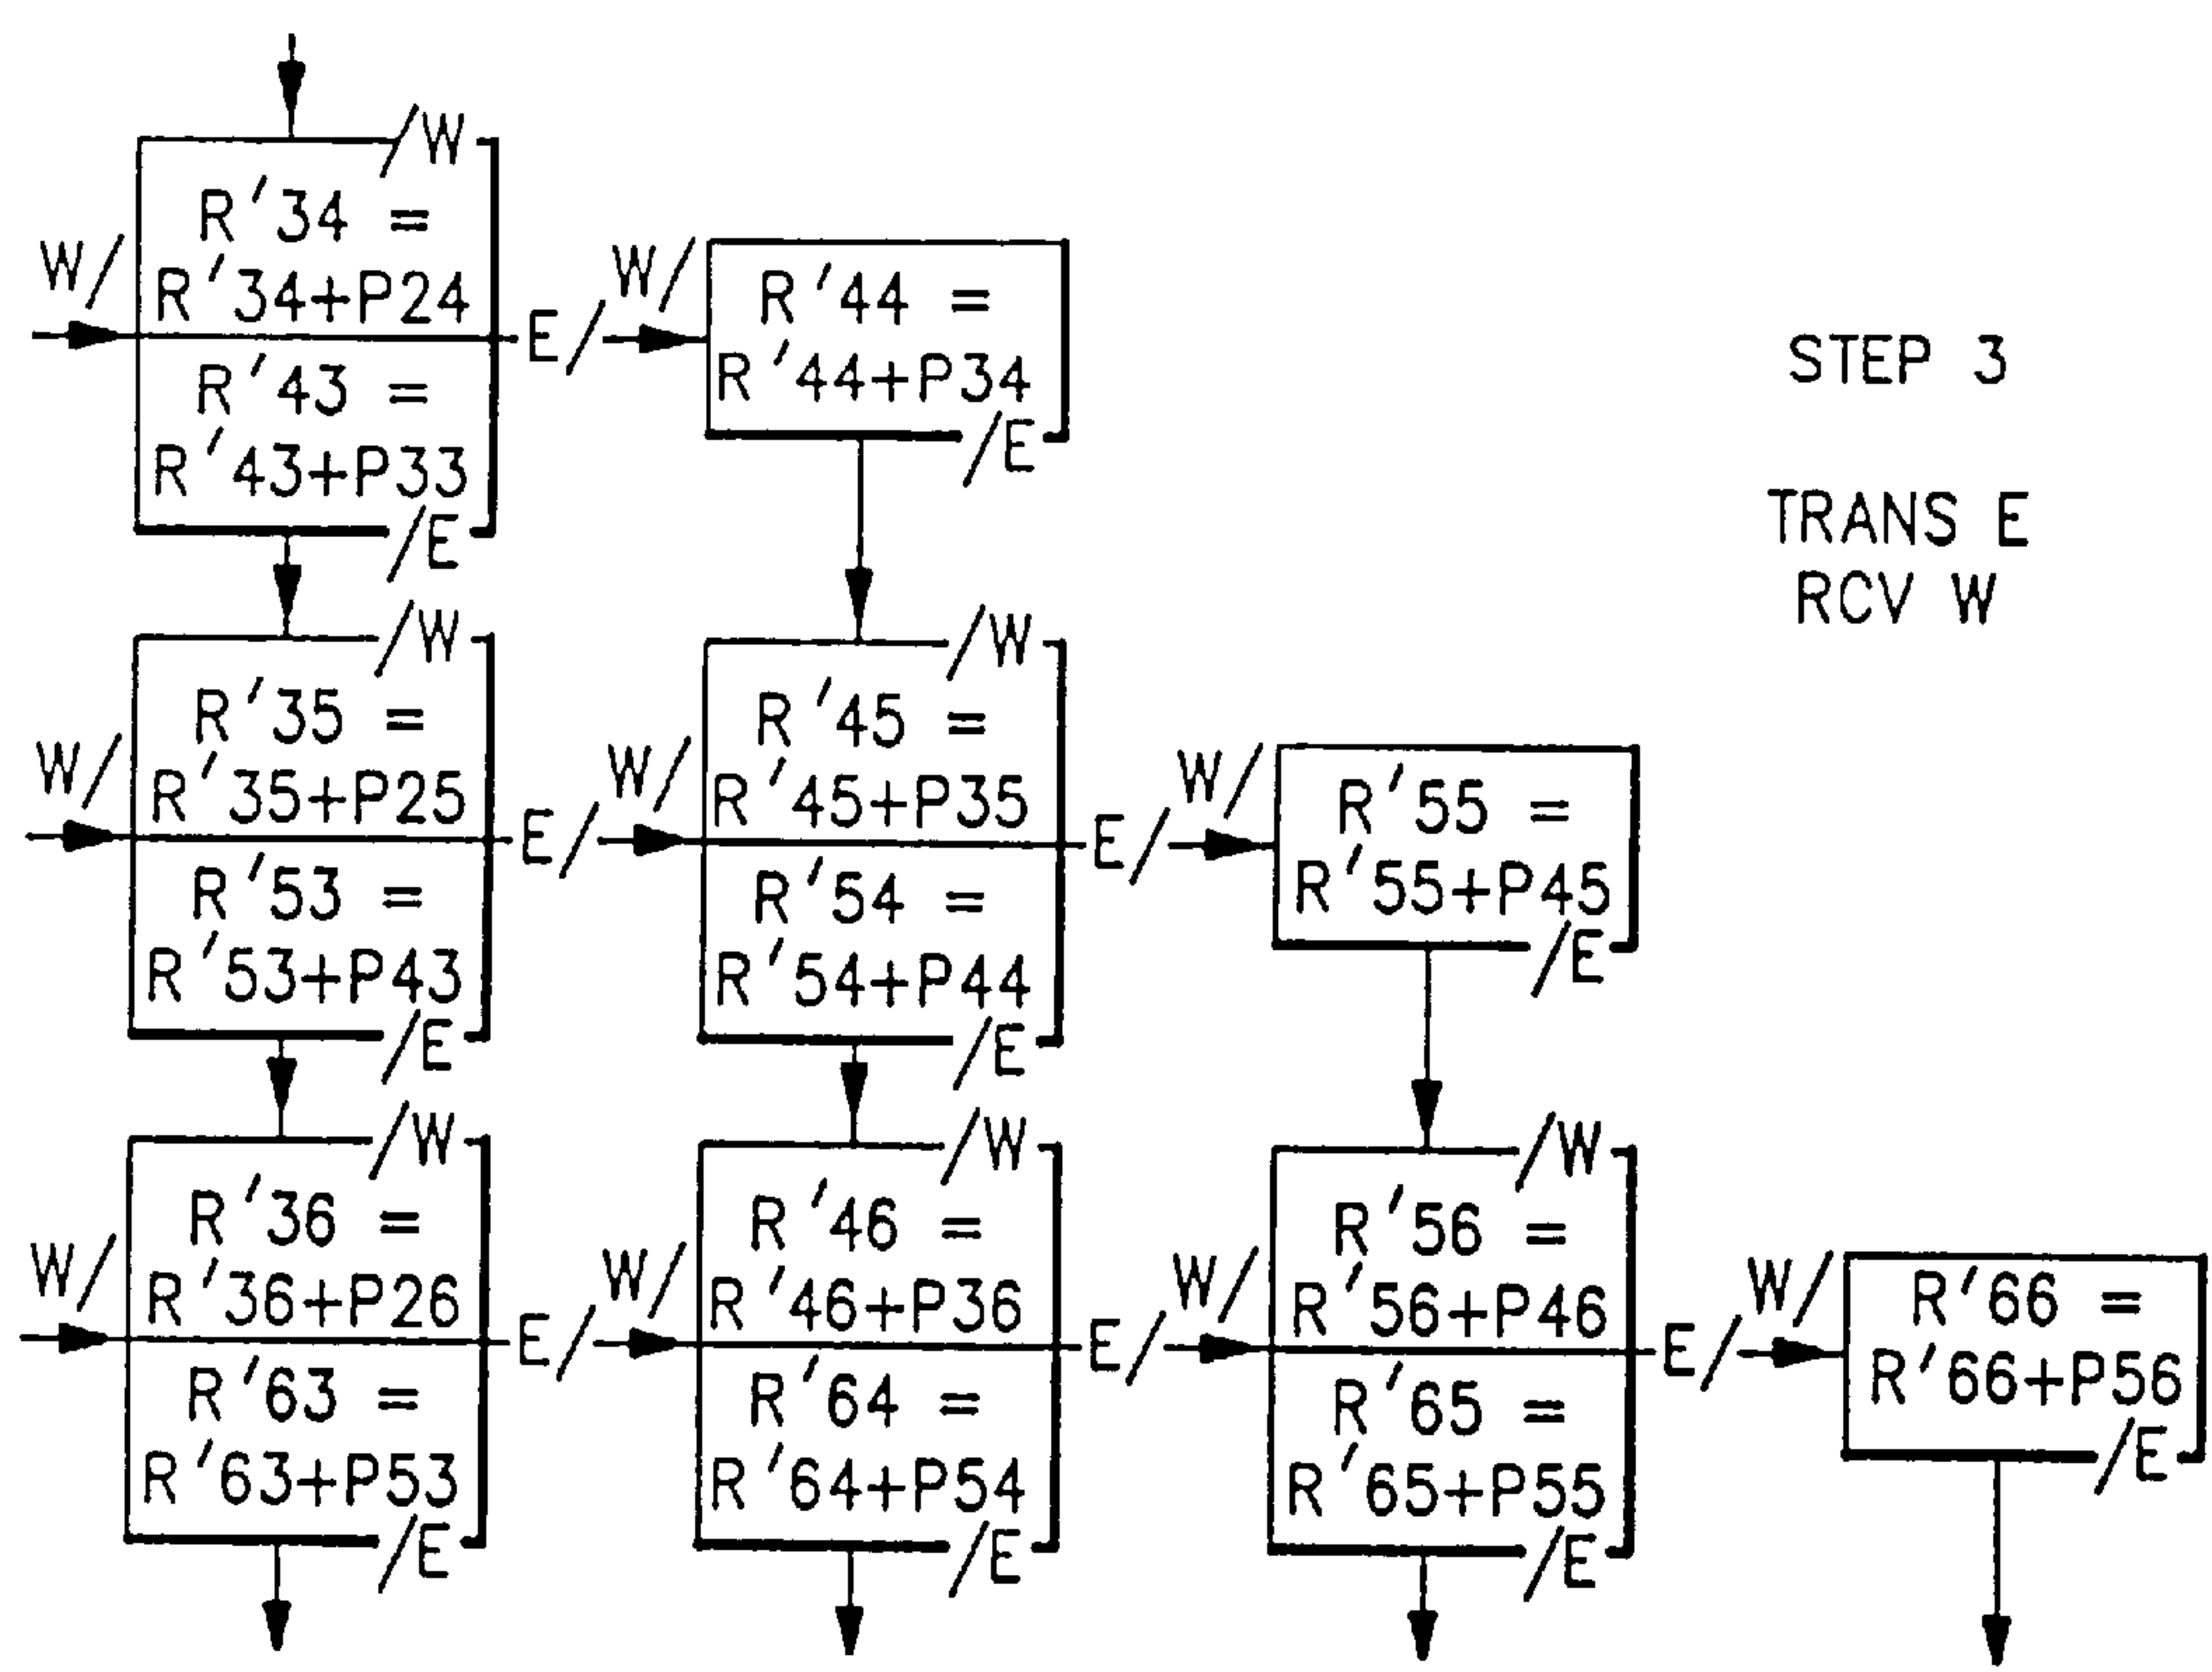 /W
R'34 =
W/
R'34+P24
E/
R'43 =
R'43+P33
/E
W/
R'44 =
R'44+P34
/E
STEP 3
TRANS E
RCV W
/W
R'35 =
W/
R'35+P25
E/
R'53 =
R'53+P43
/E
/W
R'45 =
W/
R'45+P35
E/
R'54 =
R'54+P44
/E
W/
R'55 =
R'55+P45
/E
/W
R'36 =
W/
R'36+P26
E/
R'63 =
R'63+P53
/E
/W
R'46 =
W/
R'46+P36
E/
R'64 =
R'64+P54
/E
/W
R'56 =
W/
R'56+P46
E/
R'65 =
R'65+P55
/E
W/
R'66 =
R'66+P56
/E